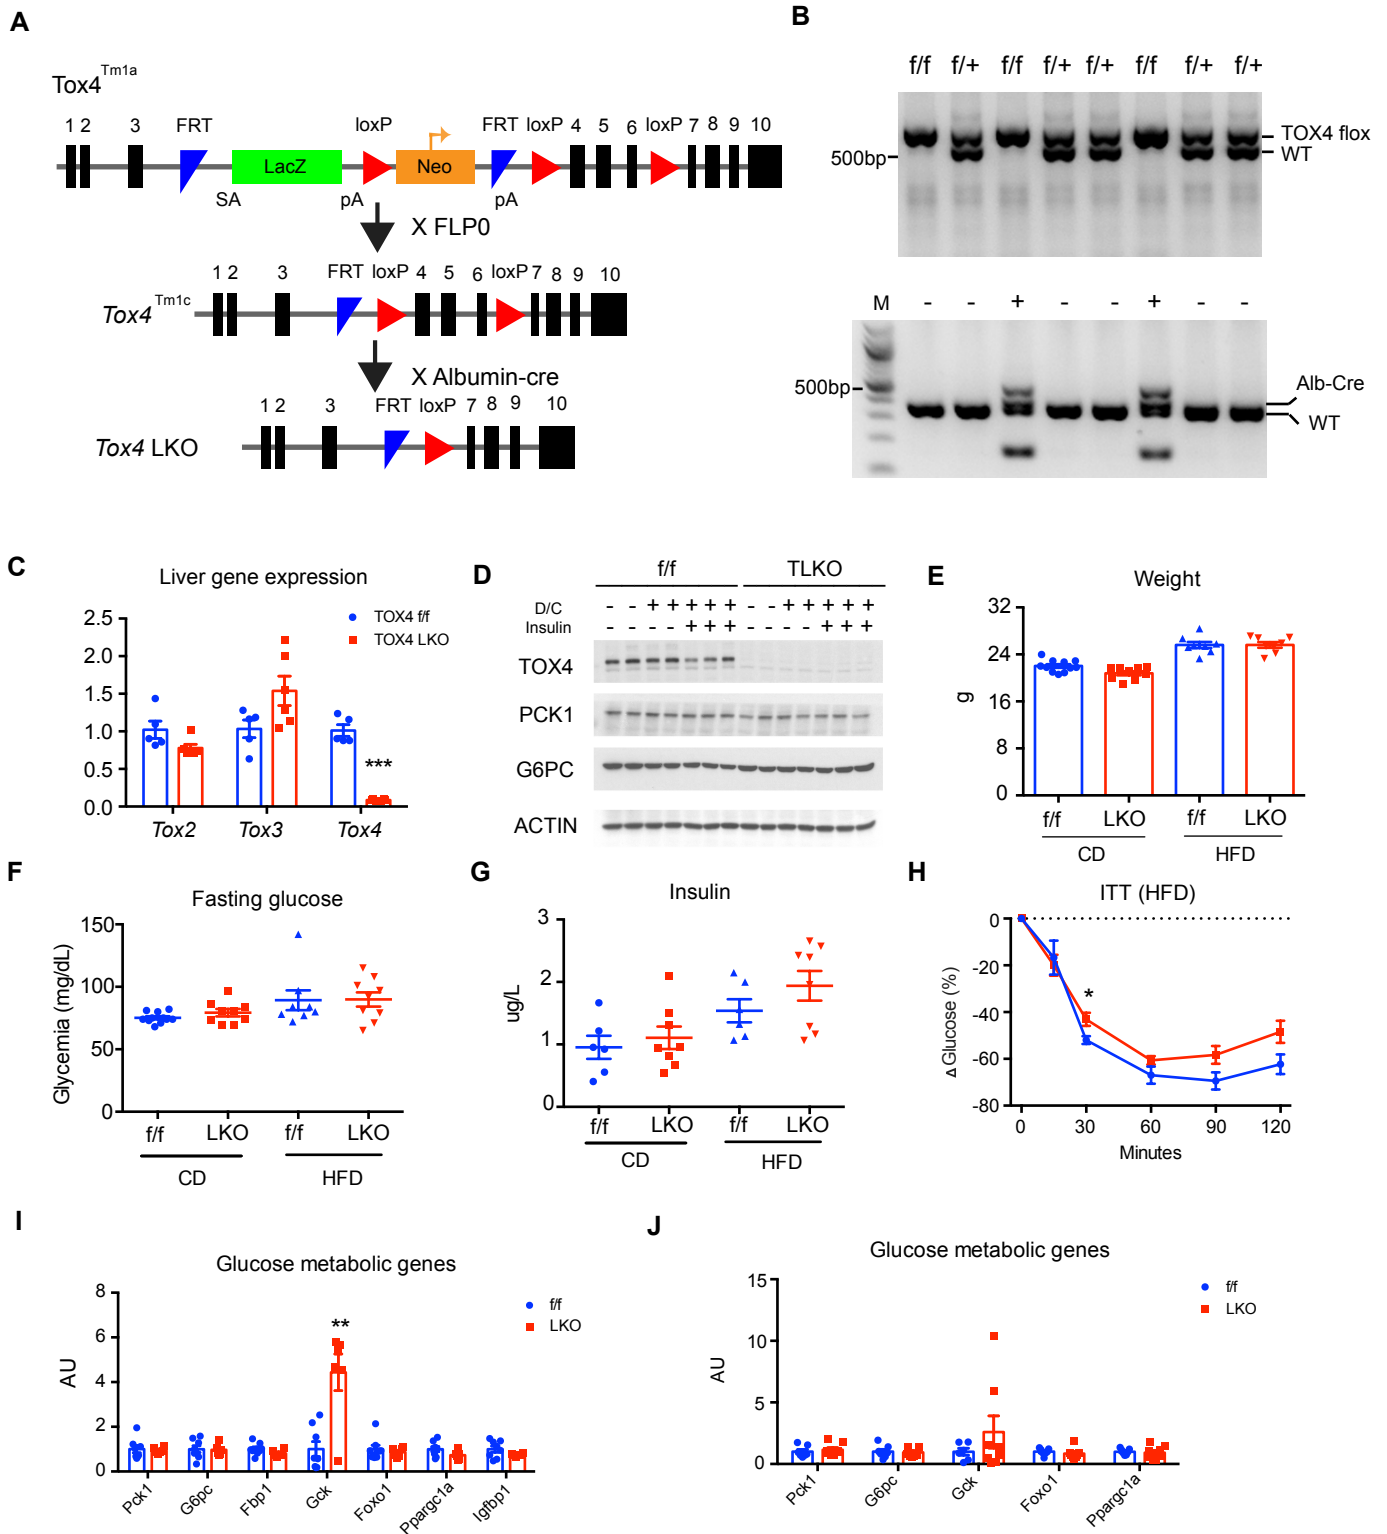 A
Tox4 Tm1a
1 2 3 FRT loxP FRT loxP 4 5 6 loxP 7 8 9 10
LacZ Neo
SA pA pA
X FLP0
1 2 3 FRT loxP 4 5 6 loxP 7 8 9 10
Tox4 Tm1c
X Albumin-cre
1 2 3 FRT loxP 7 8 9 10
Tox4 LKO
B
f/f f/+ f/f f/+ f/+ f/f f/+ f/+
TOX4 flox
500bp WT
M - - + - - + - -
500bp
Alb-Cre
WT
C
Liver gene expression
TOX4 f/f
TOX4 LKO
2.5
2.0
1.5
1.0
0.5
0.0
***
Tox2 Tox3 Tox4
D
f/f TLKO
D/C - - + + + + + - - + + + + +
Insulin - - - - + + + - - - - + + +
TOX4
PCK1
G6PC
ACTIN
E
Weight
g
32
24
16
8
0
f/f LKO f/f LKO
CD HFD
F
Fasting glucose
Glycemia (mg/dL)
150
100
50
0
f/f LKO f/f LKO
CD HFD
G
Insulin
ug/L
3
2
1
0
f/f LKO f/f LKO
CD HFD
H
ITT (HFD)
Δ Glucose (%)
0
-20
-40
-60
-80
*
0 30 60 90 120
Minutes
I
Glucose metabolic genes
AU
8
6
4
2
0
**
f/f
LKO
Pck1 G6pc Fbp1 Gck Foxo1 Ppargc1a Igfbp1
J
Glucose metabolic genes
AU
15
10
5
0
f/f
LKO
Pck1 G6pc Gck Foxo1 Ppargc1a